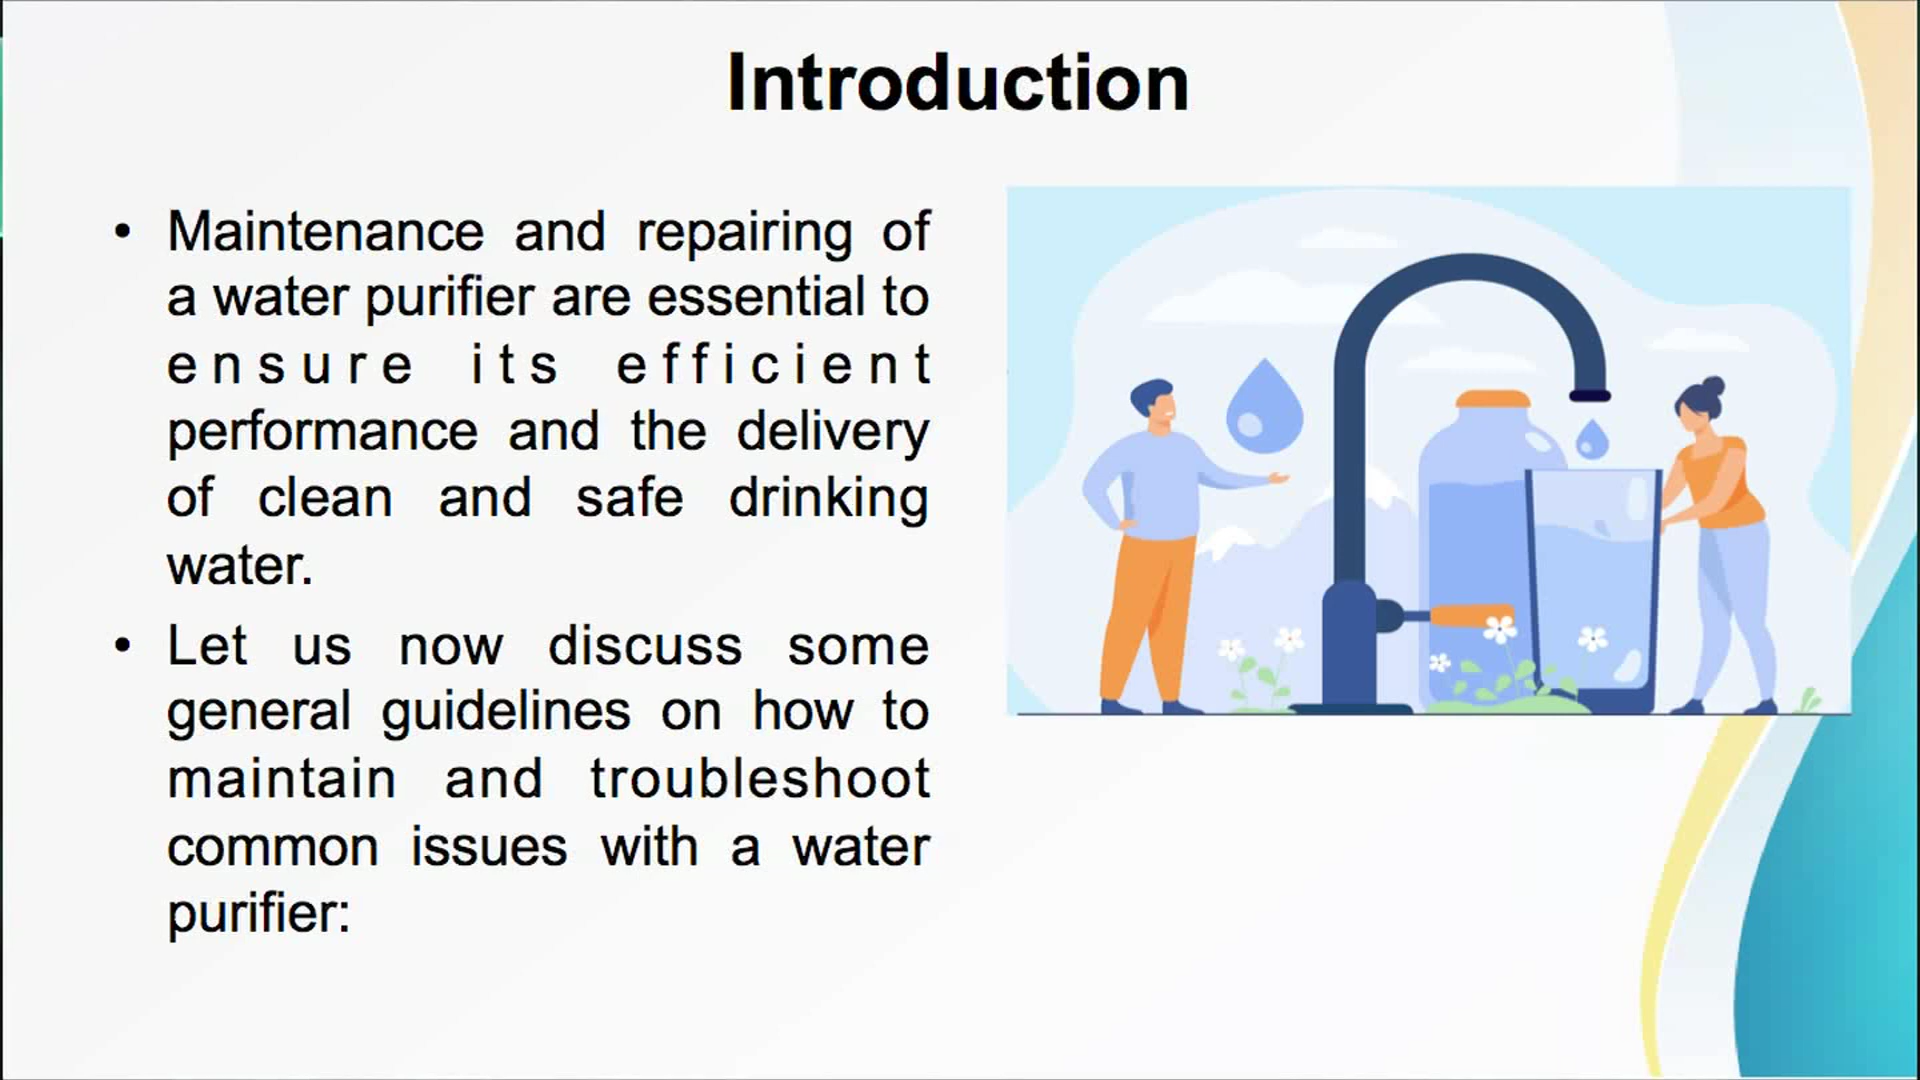 Introduction
• Maintenance and repairing of
a water purifier are essential to
ensure its efficient
performance and the delivery
of clean and safe drinking
water.
• Let us now discuss some
general guidelines on how to
maintain and troubleshoot
common issues with a water
purifier: